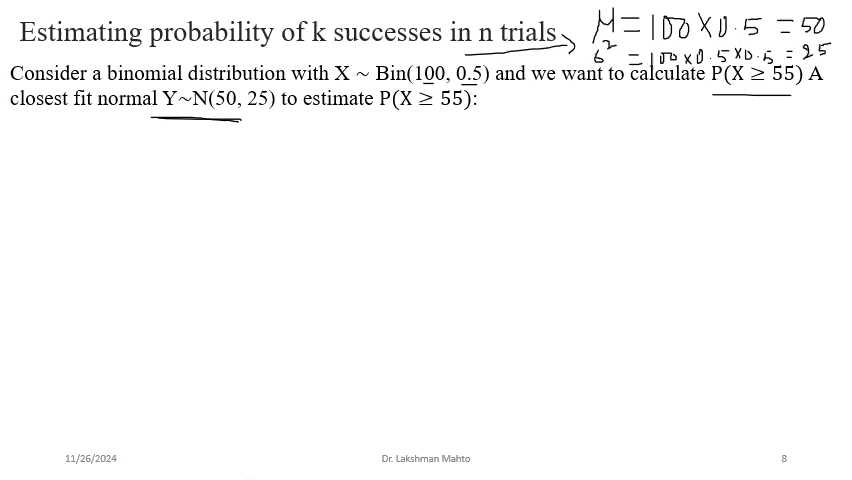 Estimating probability of k successes in n trials
μ = 100 × 0.5 = 50
σ² = 100 × 0.5 × 0.5 = 25
Consider a binomial distribution with X ~ Bin(100, 0.5) and we want to calculate P(X ≥ 55) A
closest fit normal Y~N(50, 25) to estimate P(X ≥ 55):
11/26/2024
Dr. Lakshman Mahto
8